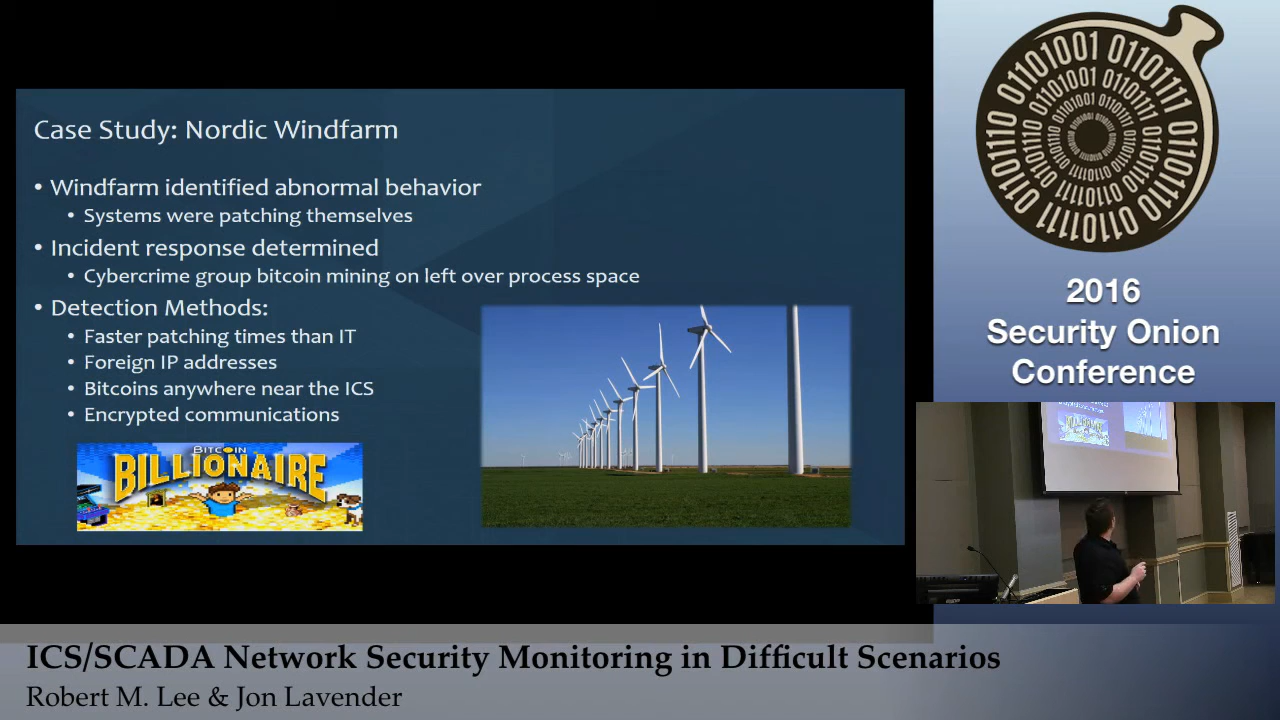 Case Study: Nordic Windfarm
• Windfarm identified abnormal behavior
• Systems were patching themselves
• Incident response determined
• Cybercrime group bitcoin mining on left over process space
• Detection Methods:
• Faster patching times than IT
• Foreign IP addresses
• Bitcoins anywhere near the ICS
• Encrypted communications
BITCOIN
BILLIONAIRE
2016
Security Onion
Conference
BILLIONAIRE
ICS/SCADA Network Security Monitoring in Difficult Scenarios
Robert M. Lee & Jon Lavender